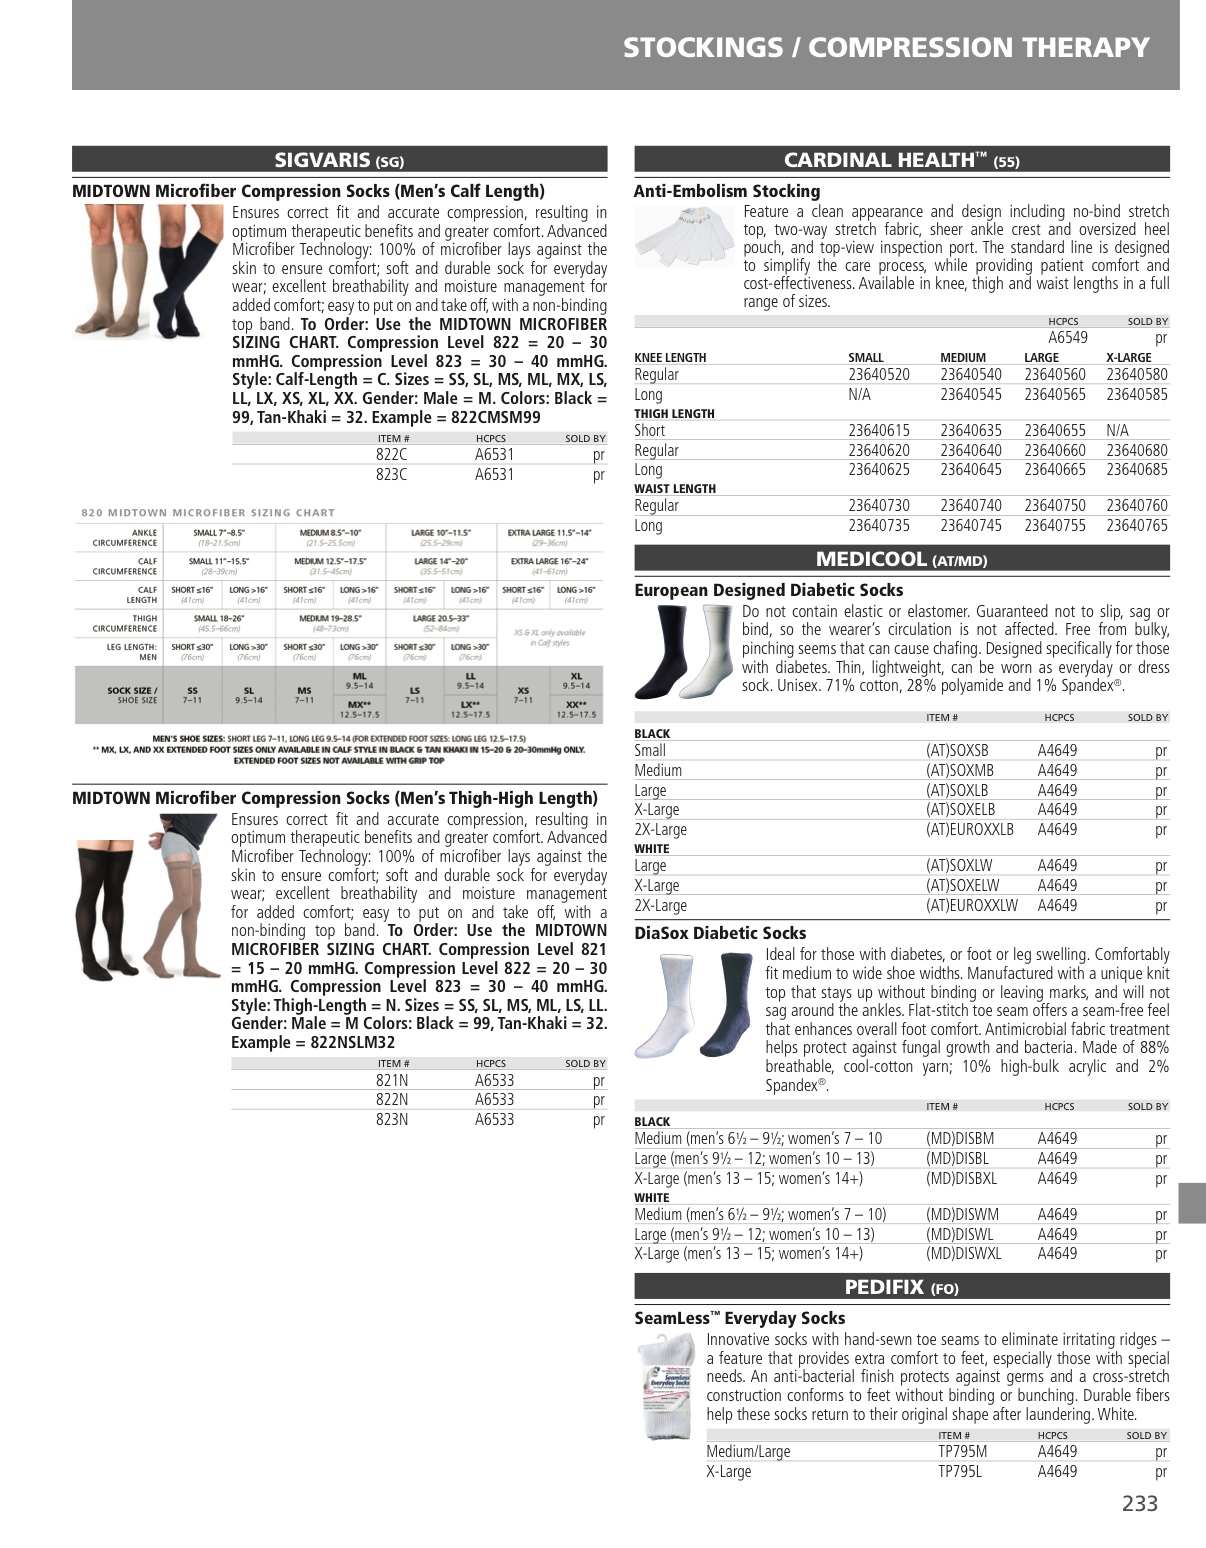 STOCKINGS / COMPRESSION THERAPY
SIGVARIS (SG)
MIDTOWN Microfiber Compression Socks (Men's Calf Length)
Ensures correct fit and accurate compression, resulting in
optimum therapeutic benefits and greater comfort. Advanced
Microfiber Technology: 100% of microfiber lays against the
skin to ensure comfort; soft and durable sock for everyday
wear; excellent breathability and moisture management for
added comfort; easy to put on and take off, with a non-binding
top band. To Order: Use the MIDTOWN MICROFIBER
SIZING CHART. Compression Level 822 = 20 – 30
mmHG. Compression Level 823 = 30 – 40 mmHG.
Style: Calf-Length = C. Sizes = SS, SL, MS, ML, MX, LS,
LL, LX, XS, XL, XX. Gender: Male = M. Colors: Black =
99, Tan-Khaki = 32. Example = 822CMSM99
ITEM # HCPCS SOLD BY
822C A6531 pr
823C A6531 pr
820 MIDTOWN MICROFIBER SIZING CHART
ANKLE CIRCUMFERENCE SMALL 7"–8.5" (18–21.5cm) MEDIUM 8.5"–10" (21.5–25.5cm) LARGE 10"–11.5" (25.5–29cm) EXTRA LARGE 11.5"–14" (29–36cm)
CALF CIRCUMFERENCE SMALL 11"–15.5" (28–39cm) MEDIUM 12.5"–17.5" (31.5–45cm) LARGE 14"–20" (35.5–51cm) EXTRA LARGE 16"–24" (41–61cm)
CALF LENGTH SHORT ≤16" (41cm) LONG >16" (41cm) SHORT ≤16" (41cm) LONG >16" (41cm) SHORT ≤16" (41cm) LONG >16" (41cm) SHORT ≤16" (41cm) LONG >16" (41cm)
THIGH CIRCUMFERENCE SMALL 18–26" (45.5–66cm) MEDIUM 19–28.5" (48–73cm) LARGE 20.5–33" (52–84cm) XS & XL only available in Calf styles
LEG LENGTH: MEN SHORT ≤30" (76cm) LONG >30" (76cm) SHORT ≤30" (76cm) LONG >30" (76cm) SHORT ≤30" (76cm) LONG >30" (76cm)
SOCK SIZE / SHOE SIZE SS 7–11 SL 9.5–14 MS 7–11 ML 9.5–14 MX** 12.5–17.5 LS 7–11 LL 9.5–14 LX** 12.5–17.5 XS 7–11 XL 9.5–14 XX** 12.5–17.5
MEN'S SHOE SIZES: SHORT LEG 7–11, LONG LEG 9.5–14 (FOR EXTENDED FOOT SIZES: LONG LEG 12.5–17.5)
** MX, LX, AND XX EXTENDED FOOT SIZES ONLY AVAILABLE IN CALF STYLE IN BLACK & TAN KHAKI IN 15–20 & 20–30mmHg ONLY.
EXTENDED FOOT SIZES NOT AVAILABLE WITH GRIP TOP
MIDTOWN Microfiber Compression Socks (Men's Thigh-High Length)
Ensures correct fit and accurate compression, resulting in
optimum therapeutic benefits and greater comfort. Advanced
Microfiber Technology: 100% of microfiber lays against the
skin to ensure comfort; soft and durable sock for everyday
wear; excellent breathability and moisture management
for added comfort; easy to put on and take off, with a
non-binding top band. To Order: Use the MIDTOWN
MICROFIBER SIZING CHART. Compression Level 821
= 15 – 20 mmHG. Compression Level 822 = 20 – 30
mmHG. Compression Level 823 = 30 – 40 mmHG.
Style: Thigh-Length = N. Sizes = SS, SL, MS, ML, LS, LL.
Gender: Male = M Colors: Black = 99, Tan-Khaki = 32.
Example = 822NSLM32
ITEM # HCPCS SOLD BY
821N A6533 pr
822N A6533 pr
823N A6533 pr
CARDINAL HEALTH™ (55)
Anti-Embolism Stocking
Feature a clean appearance and design including no-bind stretch
top, two-way stretch fabric, sheer ankle crest and oversized heel
pouch, and top-view inspection port. The standard line is designed
to simplify the care process, while providing patient comfort and
cost-effectiveness. Available in knee, thigh and waist lengths in a full
range of sizes.
HCPCS SOLD BY
A6549 pr
KNEE LENGTH SMALL MEDIUM LARGE X-LARGE
Regular 23640520 23640540 23640560 23640580
Long N/A 23640545 23640565 23640585
THIGH LENGTH
Short 23640615 23640635 23640655 N/A
Regular 23640620 23640640 23640660 23640680
Long 23640625 23640645 23640665 23640685
WAIST LENGTH
Regular 23640730 23640740 23640750 23640760
Long 23640735 23640745 23640755 23640765
MEDICOOL (AT/MD)
European Designed Diabetic Socks
Do not contain elastic or elastomer. Guaranteed not to slip, sag or
bind, so the wearer's circulation is not affected. Free from bulky,
pinching seems that can cause chafing. Designed specifically for those
with diabetes. Thin, lightweight, can be worn as everyday or dress
sock. Unisex. 71% cotton, 28% polyamide and 1% Spandex®.
ITEM # HCPCS SOLD BY
BLACK
Small (AT)SOXSB A4649 pr
Medium (AT)SOXMB A4649 pr
Large (AT)SOXLB A4649 pr
X-Large (AT)SOXELB A4649 pr
2X-Large (AT)EUROXXLB A4649 pr
WHITE
Large (AT)SOXLW A4649 pr
X-Large (AT)SOXELW A4649 pr
2X-Large (AT)EUROXXLW A4649 pr
DiaSox Diabetic Socks
Ideal for those with diabetes, or foot or leg swelling. Comfortably
fit medium to wide shoe widths. Manufactured with a unique knit
top that stays up without binding or leaving marks, and will not
sag around the ankles. Flat-stitch toe seam offers a seam-free feel
that enhances overall foot comfort. Antimicrobial fabric treatment
helps protect against fungal growth and bacteria. Made of 88%
breathable, cool-cotton yarn; 10% high-bulk acrylic and 2%
Spandex®.
ITEM # HCPCS SOLD BY
BLACK
Medium (men's 6½ – 9½; women's 7 – 10 (MD)DISBM A4649 pr
Large (men's 9½ – 12; women's 10 – 13) (MD)DISBL A4649 pr
X-Large (men's 13 – 15; women's 14+) (MD)DISBXL A4649 pr
WHITE
Medium (men's 6½ – 9½; women's 7 – 10) (MD)DISWM A4649 pr
Large (men's 9½ – 12; women's 10 – 13) (MD)DISWL A4649 pr
X-Large (men's 13 – 15; women's 14+) (MD)DISWXL A4649 pr
PEDIFIX (FO)
SeamLess™ Everyday Socks
Innovative socks with hand-sewn toe seams to eliminate irritating ridges –
a feature that provides extra comfort to feet, especially those with special
needs. An anti-bacterial finish protects against germs and a cross-stretch
construction conforms to feet without binding or bunching. Durable fibers
help these socks return to their original shape after laundering. White.
SeamLess
Everyday Socks
ITEM # HCPCS SOLD BY
Medium/Large TP795M A4649 pr
X-Large TP795L A4649 pr
233